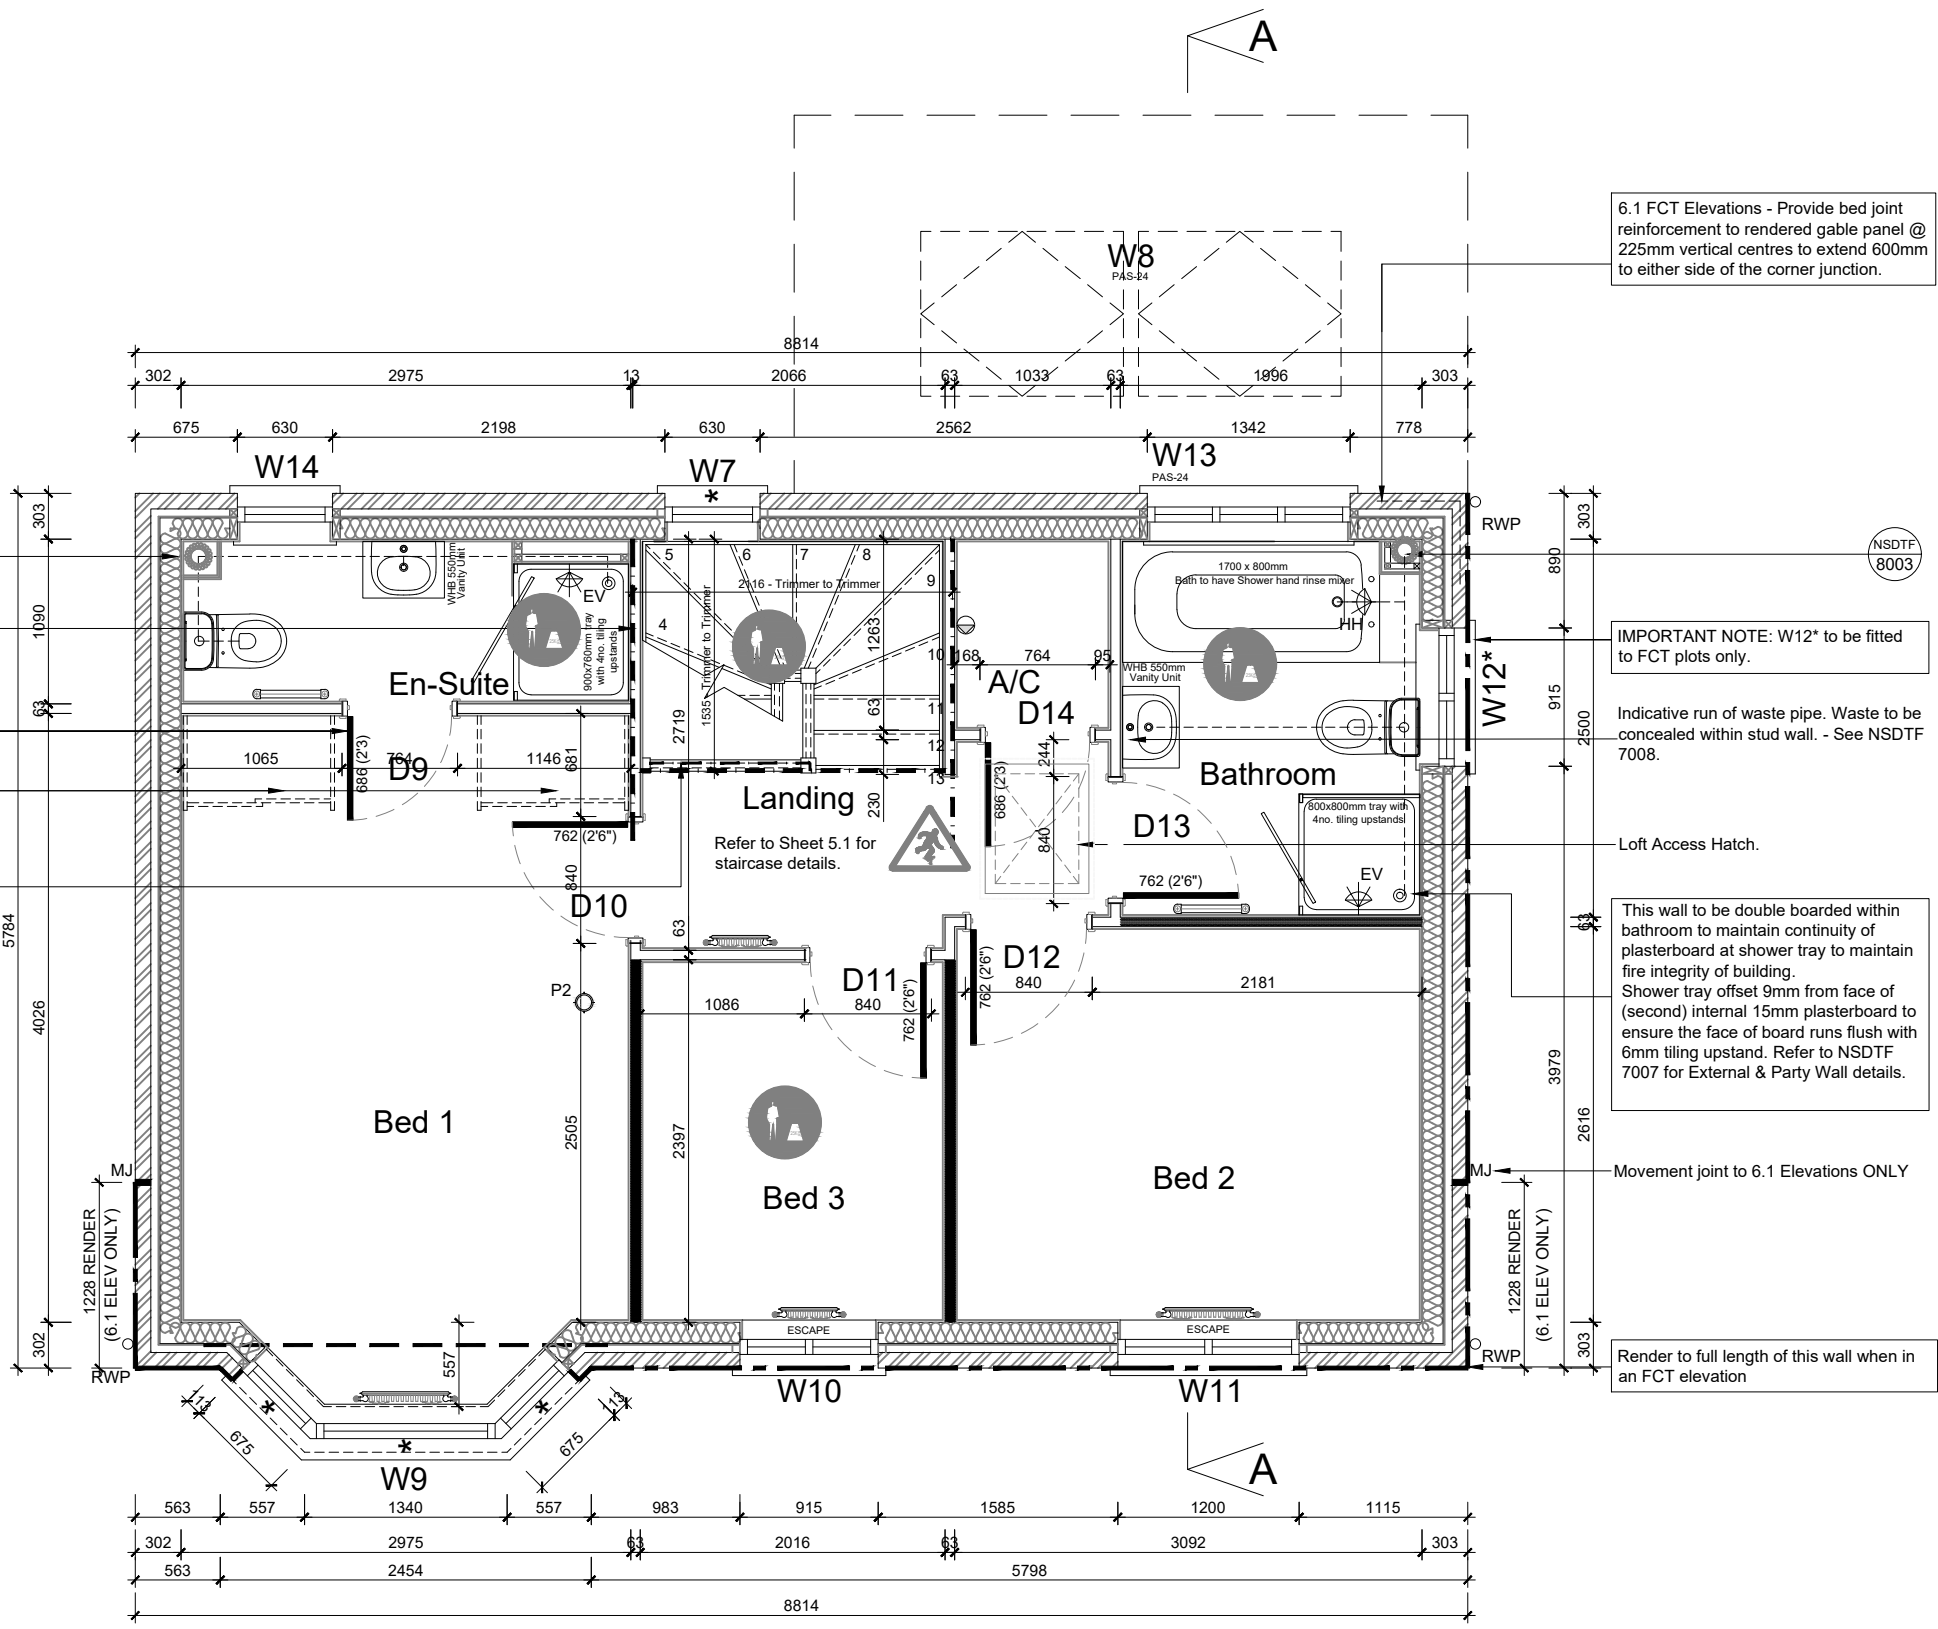 A
6.1 FCT Elevations - Provide bed joint
reinforcement to rendered gable panel @
225mm vertical centres to extend 600mm
to either side of the corner junction.
W8
PAS-24
8814
302 2975 13 2066 63 1033 63 1996 303
675 630 2198 630 2562 1342 778
W14 W7 W13
PAS-24
*
RWP
NSDTF
8003
303
1090
63
4026
302
5784
303
890
915
2500
63
3979
2616
303
5 6 7 8
9
4
10
11
12
13
2116 - Trimmer to Trimmer
1535 Trimmer to Trimmer
2719
1263
63
230
WHB 550mm
Vanity Unit
EV
900x760mm tray
with 4no. tiling
upstands
En-Suite
1065 764 1146
681
D9
686 (2'3)
762 (2'6")
840
D10
Landing
Refer to Sheet 5.1 for
staircase details.
168 764 95
A/C
D14
244
686 (2'3)
840
1700 x 800mm
Bath to have Shower hand rinse mixer
HH
WHB 550mm
Vanity Unit
Bathroom
W12*
IMPORTANT NOTE: W12* to be fitted
to FCT plots only.
Indicative run of waste pipe. Waste to be
concealed within stud wall. - See NSDTF
7008.
800x800mm tray with
4no. tiling upstands
D13
762 (2'6")
EV
Loft Access Hatch.
This wall to be double boarded within
bathroom to maintain continuity of
plasterboard at shower tray to maintain
fire integrity of building.
Shower tray offset 9mm from face of
(second) internal 15mm plasterboard to
ensure the face of board runs flush with
6mm tiling upstand. Refer to NSDTF
7007 for External & Party Wall details.
63
D11
1086 840
762 (2'6")
D12
840 2181
762 (2'6")
P2
2505
2397
Bed 1
Bed 3
Bed 2
MJ
MJ
Movement joint to 6.1 Elevations ONLY
1228 RENDER
(6.1 ELEV ONLY)
1228 RENDER
(6.1 ELEV ONLY)
RWP
RWP
ESCAPE
ESCAPE
Render to full length of this wall when in
an FCT elevation
557
113
675
113
675
* * *
W9
W10
W11
A
563 557 1340 557 983 915 1585 1200 1115
302 2975 63 2016 63 3092 303
563 2454 5798
8814